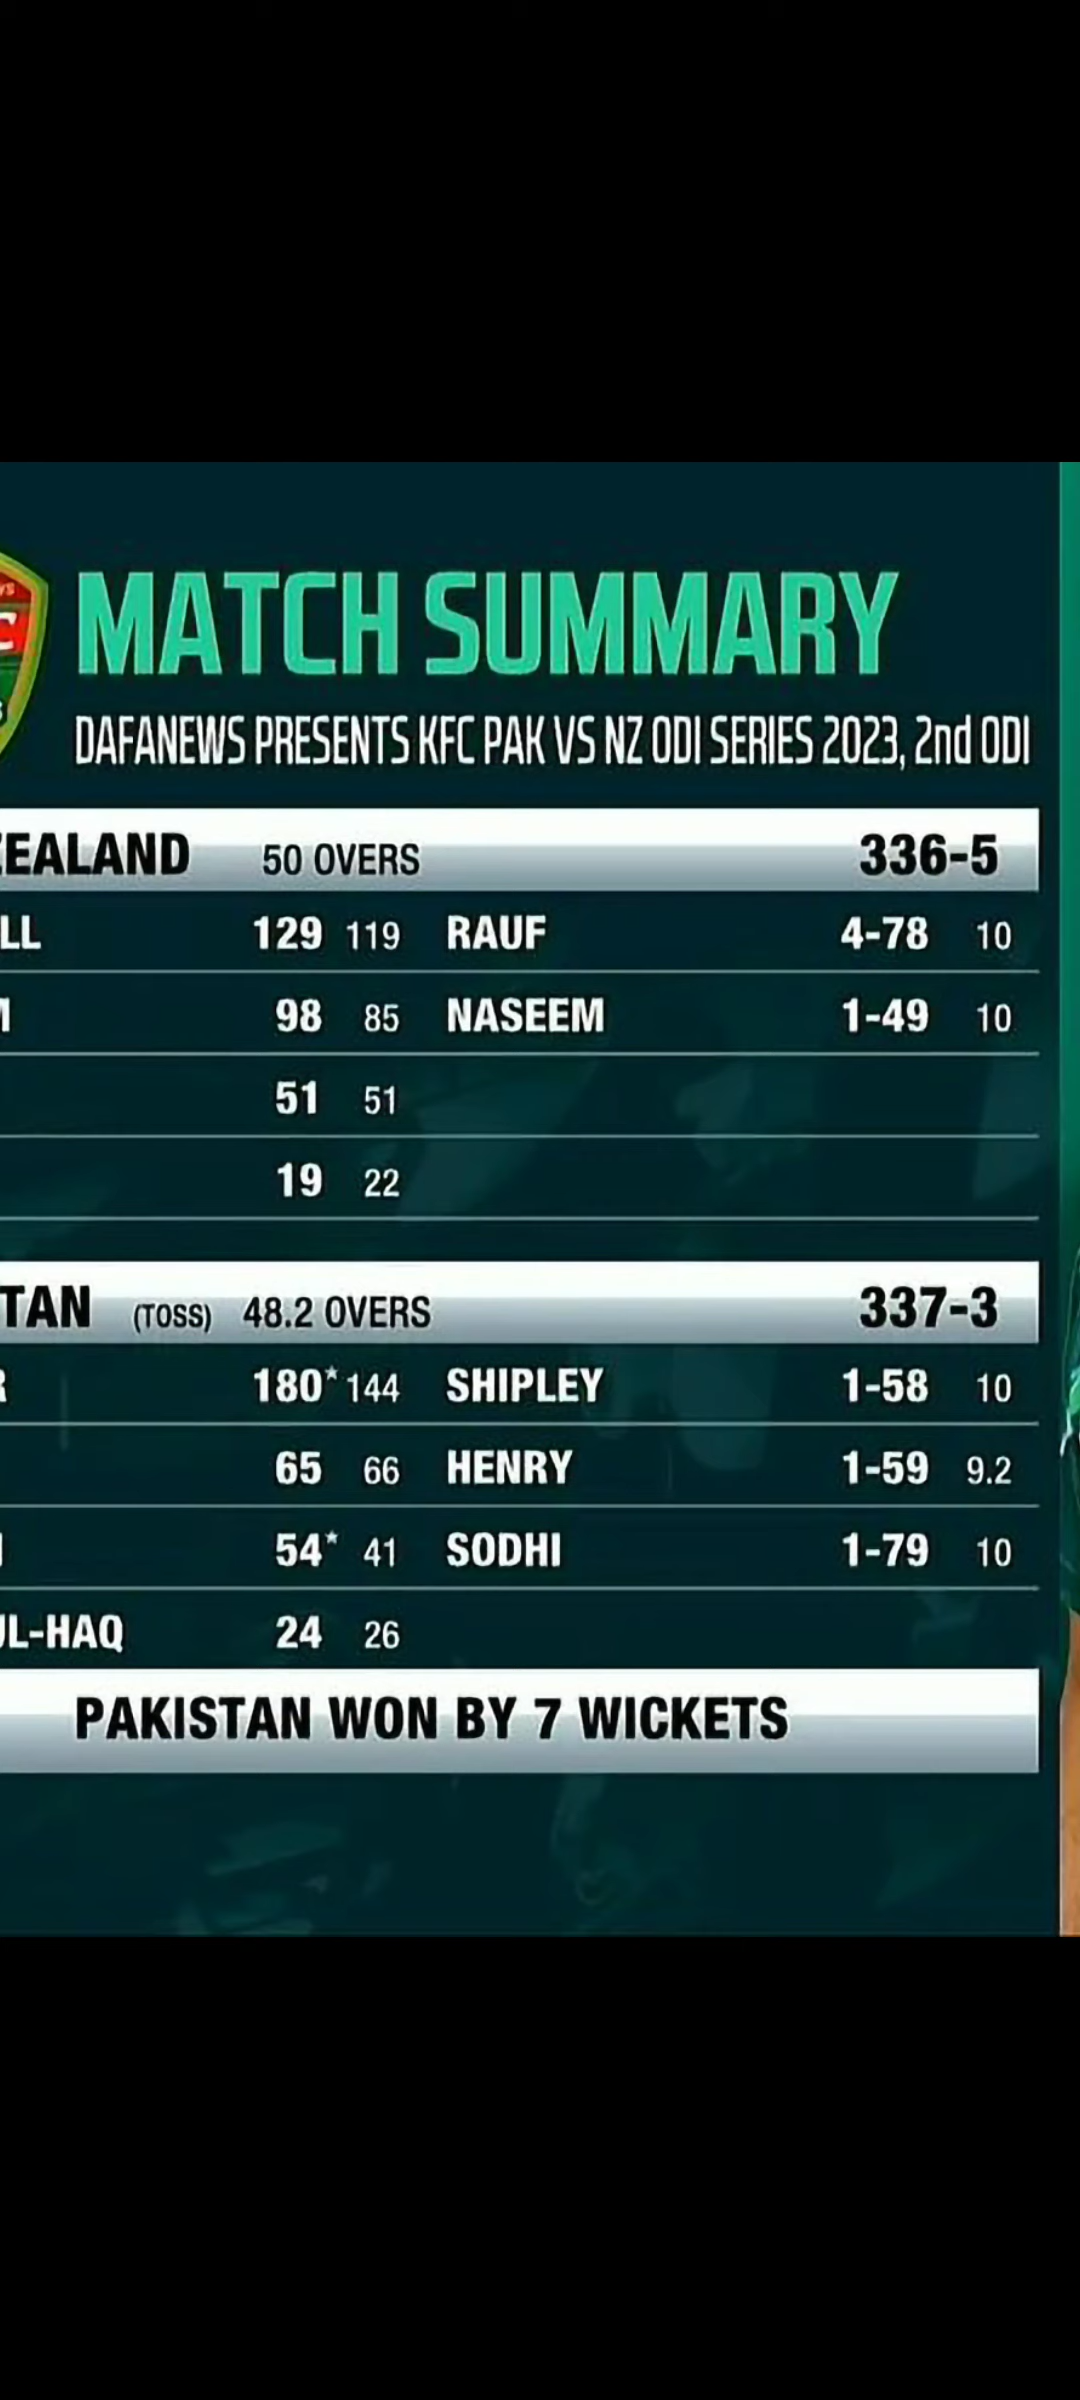 MATCH SUMMARY
DAFANEWS PRESENTS KFC PAK VS NZ ODI SERIES 2023, 2nd ODI
ZEALAND 50 OVERS 336-5
LL 129 119 RAUF 4-78 10
M 98 85 NASEEM 1-49 10
51 51
19 22
TAN (TOSS) 48.2 OVERS 337-3
R 180* 144 SHIPLEY 1-58 10
65 66 HENRY 1-59 9.2
54* 41 SODHI 1-79 10
UL-HAQ 24 26
PAKISTAN WON BY 7 WICKETS